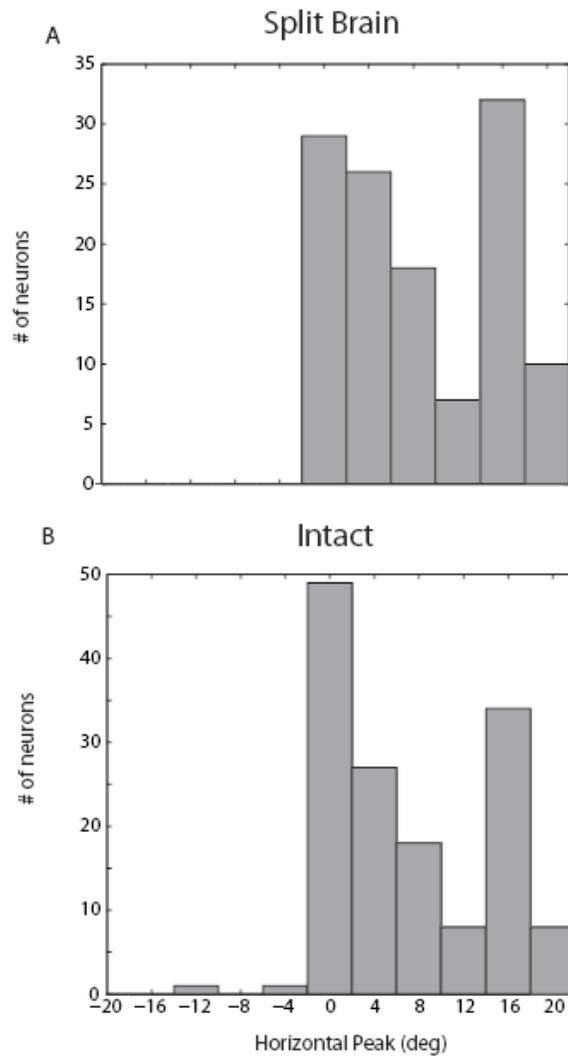 A
Split Brain
35
30
25
20
15
10
5
0
# of neurons
B
Intact
50
40
30
20
10
0
# of neurons
−20 −16 −12 −8 −4 0 4 8 12 16 20
Horizontal Peak (deg)